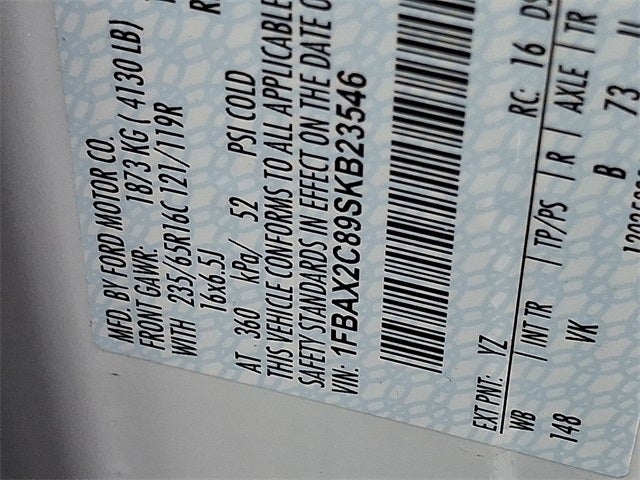 MFD. BY FORD MOTOR CO.
FRONT GAWR: 1873 KG ( 4130 LB)
WITH 235/65R16C 121/119R
16x6.5J
AT 360 kPa/ 52 PSI COLD
THIS VEHICLE CONFORMS TO ALL APPLICABLE
SAFETY STANDARDS IN EFFECT ON THE DATE O
VIN: 1FBAX2C89SKB23546
EXT PNT: YZ RC: 16 DS
WB INT TR TP/PS R AXLE TR
148 VK B 73